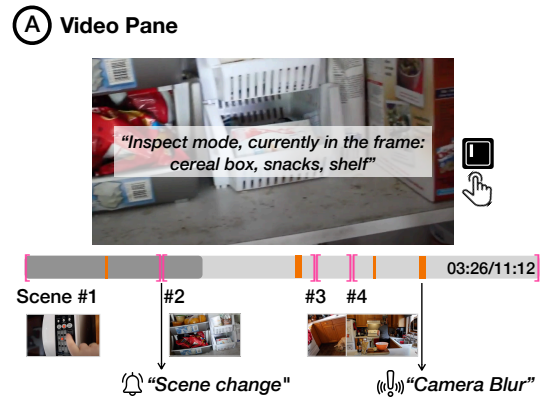 A Video Pane
“Inspect mode, currently in the frame:
cereal box, snacks, shelf”
03:26/11:12
Scene #1 #2 #3 #4
“Scene change"
“Camera Blur”